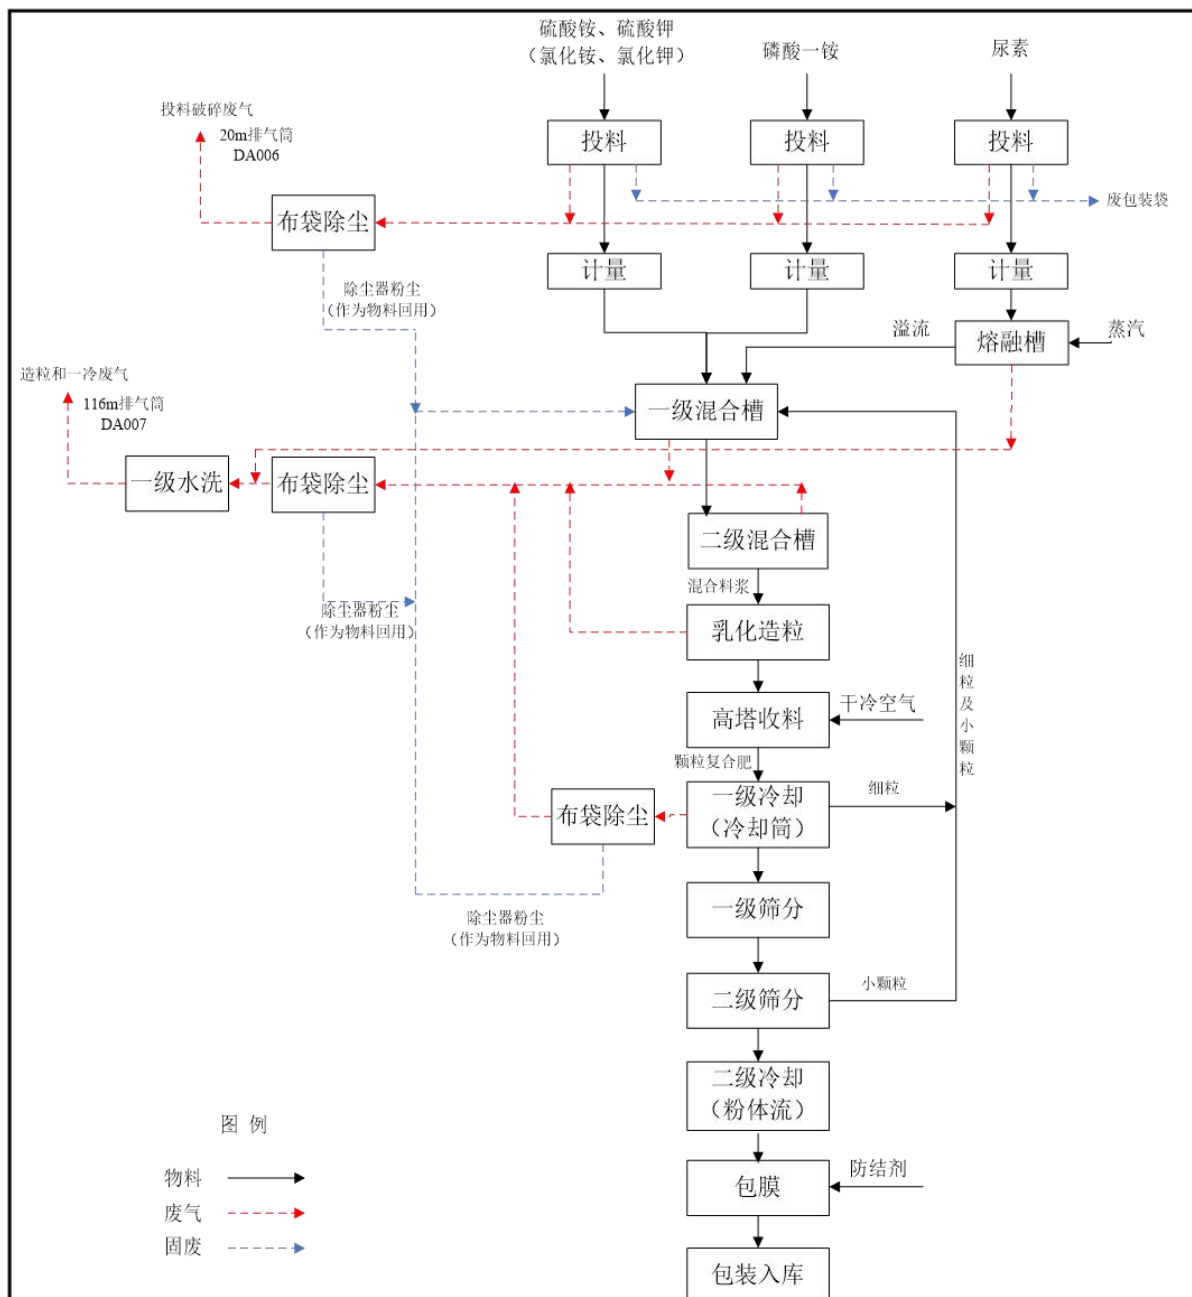 硫酸铵、硫酸钾
（氯化铵、氯化钾）
磷酸一铵
尿素
投料破碎废气
20m排气筒
DA006
投料
投料
投料
废包装袋
布袋除尘
计量
计量
计量
除尘器粉尘
（作为物料回用）
溢流
熔融槽
蒸汽
造粒和一冷废气
116m排气筒
DA007
一级混合槽
一级水洗
布袋除尘
二级混合槽
混合料浆
除尘器粉尘
（作为物料回用）
乳化造粒
细粒及小颗粒
高塔收料
干冷空气
颗粒复合肥
布袋除尘
一级冷却
（冷却筒）
细粒
一级筛分
除尘器粉尘
（作为物料回用）
二级筛分
小颗粒
二级冷却
（粉体流）
图 例
物料
废气
固废
包膜
防结剂
包装入库